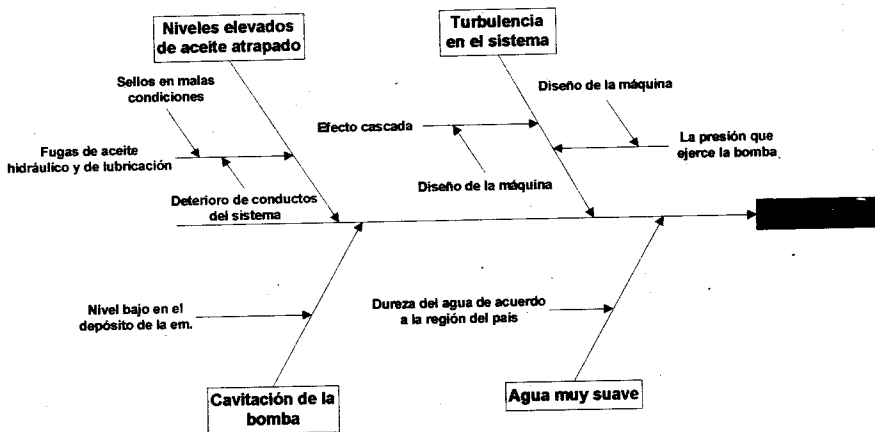 Niveles elevados
de aceite atrapado
Turbulencia
en el sistema
Sellos en malas
condiciones
Diseño de la máquina
Efecto cascada
La presión que
ejerce la bomba
Fugas de aceite
hidráulico y de lubricación
Diseño de la máquina
Deterioro de conductos
del sistema
Nivel bajo en el
depósito de la em.
Dureza del agua de acuerdo
a la región del país
Cavitación de la
bomba
Agua muy suave